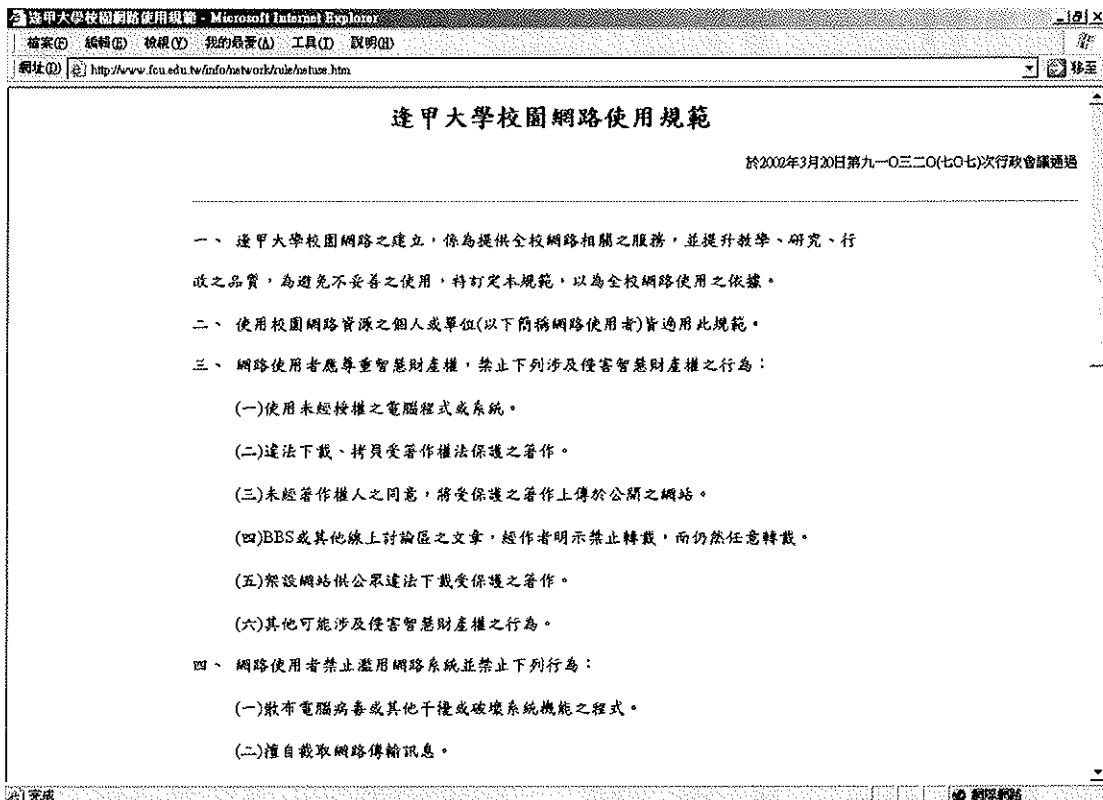 逢甲大學校園網路使用規範 - Microsoft Internet Explorer
檔案(F) 編輯(E) 檢視(V) 我的最愛(A) 工具(T) 說明(H)
網址(D) http://www.fcu.edu.tw/info/network/rule/netuse.htm 移至
逢甲大學校園網路使用規範
於2002年3月20日第九一○三二○(七○七)次行政會議通過
一、 逢甲大學校園網路之建立,係為提供全校網路相關之服務,並提升教學、研究、行
政之品質,為避免不妥善之使用,特訂定本規範,以為全校網路使用之依據。
二、 使用校園網路資源之個人或單位(以下簡稱網路使用者)皆適用此規範。
三、 網路使用者應尊重智慧財產權,禁止下列涉及侵害智慧財產權之行為:
(一)使用未經授權之電腦程式或系統。
(二)違法下載、拷貝受著作權法保護之著作。
(三)未經著作權人之同意,將受保護之著作上傳於公開之網站。
(四)BBS或其他線上討論區之文章,經作者明示禁止轉載,而仍然任意轉載。
(五)架設網站供公眾違法下載受保護之著作。
(六)其他可能涉及侵害智慧財產權之行為。
四、 網路使用者禁止濫用網路系統並禁止下列行為:
(一)散布電腦病毒或其他干擾或破壞系統機能之程式。
(二)擅自截取網路傳輸訊息。
完成 網際網路